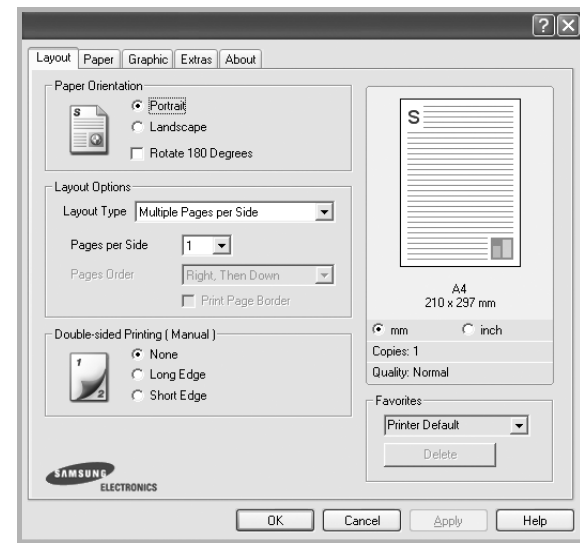 ?
X
Layout Paper Graphic Extras About
Paper Orientation
S
Portrait
Landscape
Rotate 180 Degrees
Layout Options
Layout Type Multiple Pages per Side
Pages per Side 1
Pages Order Right, Then Down
Print Page Border
Double-sided Printing ( Manual )
1
2
None
Long Edge
Short Edge
SAMSUNG
ELECTRONICS
S
A4
210 x 297 mm
mm inch
Copies: 1
Quality: Normal
Favorites
Printer Default
Delete
OK Cancel Apply Help